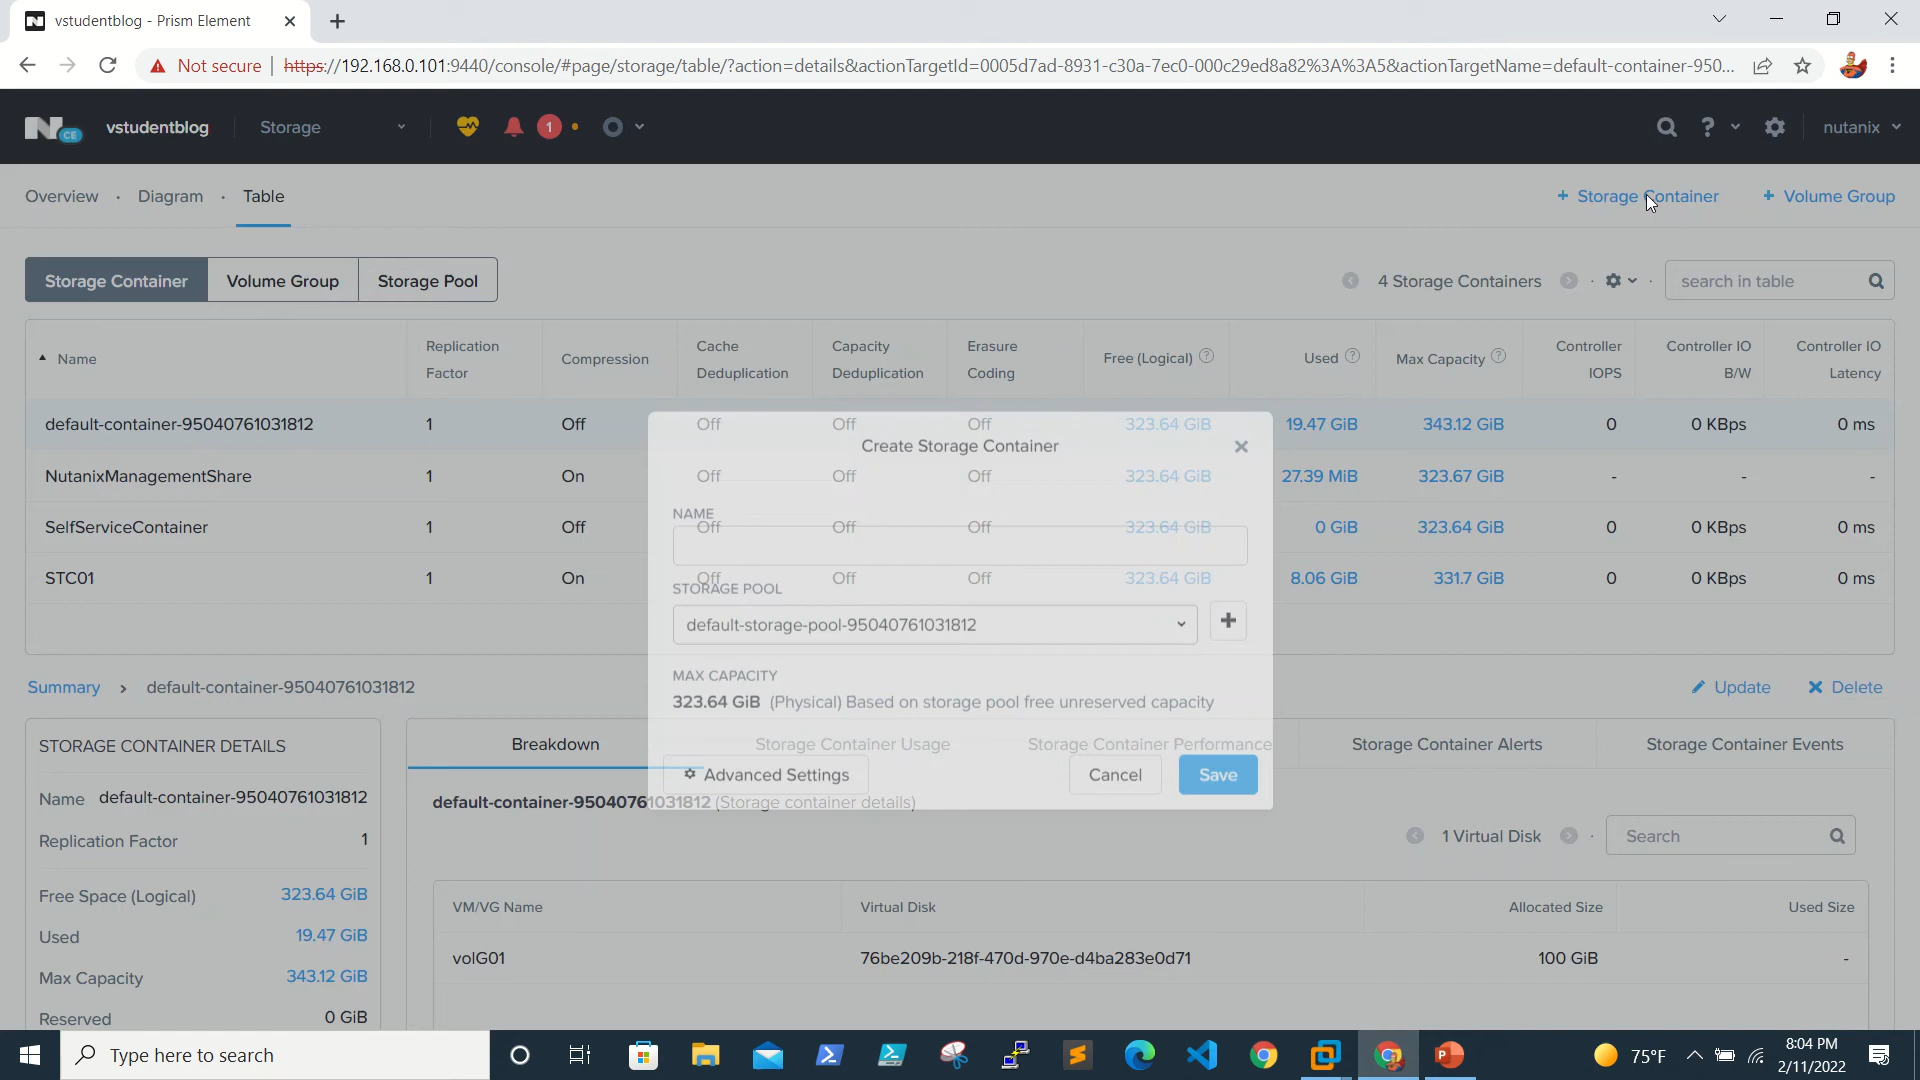 vstudentblog - Prism Element
Not secure | https://192.168.0.101:9440/console/#page/storage/table/?action=details&actionTargetId=0005d7ad-8931-c30a-7ec0-000c29ed8a82%3A%3A5&actionTargetName=default-container-950...
N CE vstudentblog Storage 1 ? nutanix
Overview · Diagram · Table + Storage Container + Volume Group
Storage Container Volume Group Storage Pool 4 Storage Containers search in table
Name Replication Factor Compression Cache Deduplication Capacity Deduplication Erasure Coding Free (Logical) ? Used ? Max Capacity ? Controller IOPS Controller IO B/W Controller IO Latency
default-container-95040761031812 1 Off Off Off Off 323.64 GiB 19.47 GiB 343.12 GiB 0 0 KBps 0 ms
NutanixManagementShare 1 On Off Off Off 323.64 GiB 27.39 MiB 323.67 GiB - - -
SelfServiceContainer 1 Off Off Off Off 323.64 GiB 0 GiB 323.64 GiB 0 0 KBps 0 ms
STC01 1 On Off Off Off 323.64 GiB 8.06 GiB 331.7 GiB 0 0 KBps 0 ms
Create Storage Container
NAME
STORAGE POOL
default-storage-pool-95040761031812
MAX CAPACITY
323.64 GiB (Physical) Based on storage pool free unreserved capacity
Advanced Settings Cancel Save
Summary > default-container-95040761031812 Update Delete
STORAGE CONTAINER DETAILS
Name default-container-95040761031812
Replication Factor 1
Free Space (Logical) 323.64 GiB
Used 19.47 GiB
Max Capacity 343.12 GiB
Reserved 0 GiB
Breakdown Storage Container Usage Storage Container Performance Storage Container Alerts Storage Container Events
default-container-95040761031812 (Storage container details)
1 Virtual Disk Search
VM/VG Name Virtual Disk Allocated Size Used Size
volG01 76be209b-218f-470d-970e-d4ba283e0d71 100 GiB -
Type here to search 75°F 8:04 PM
2/11/2022